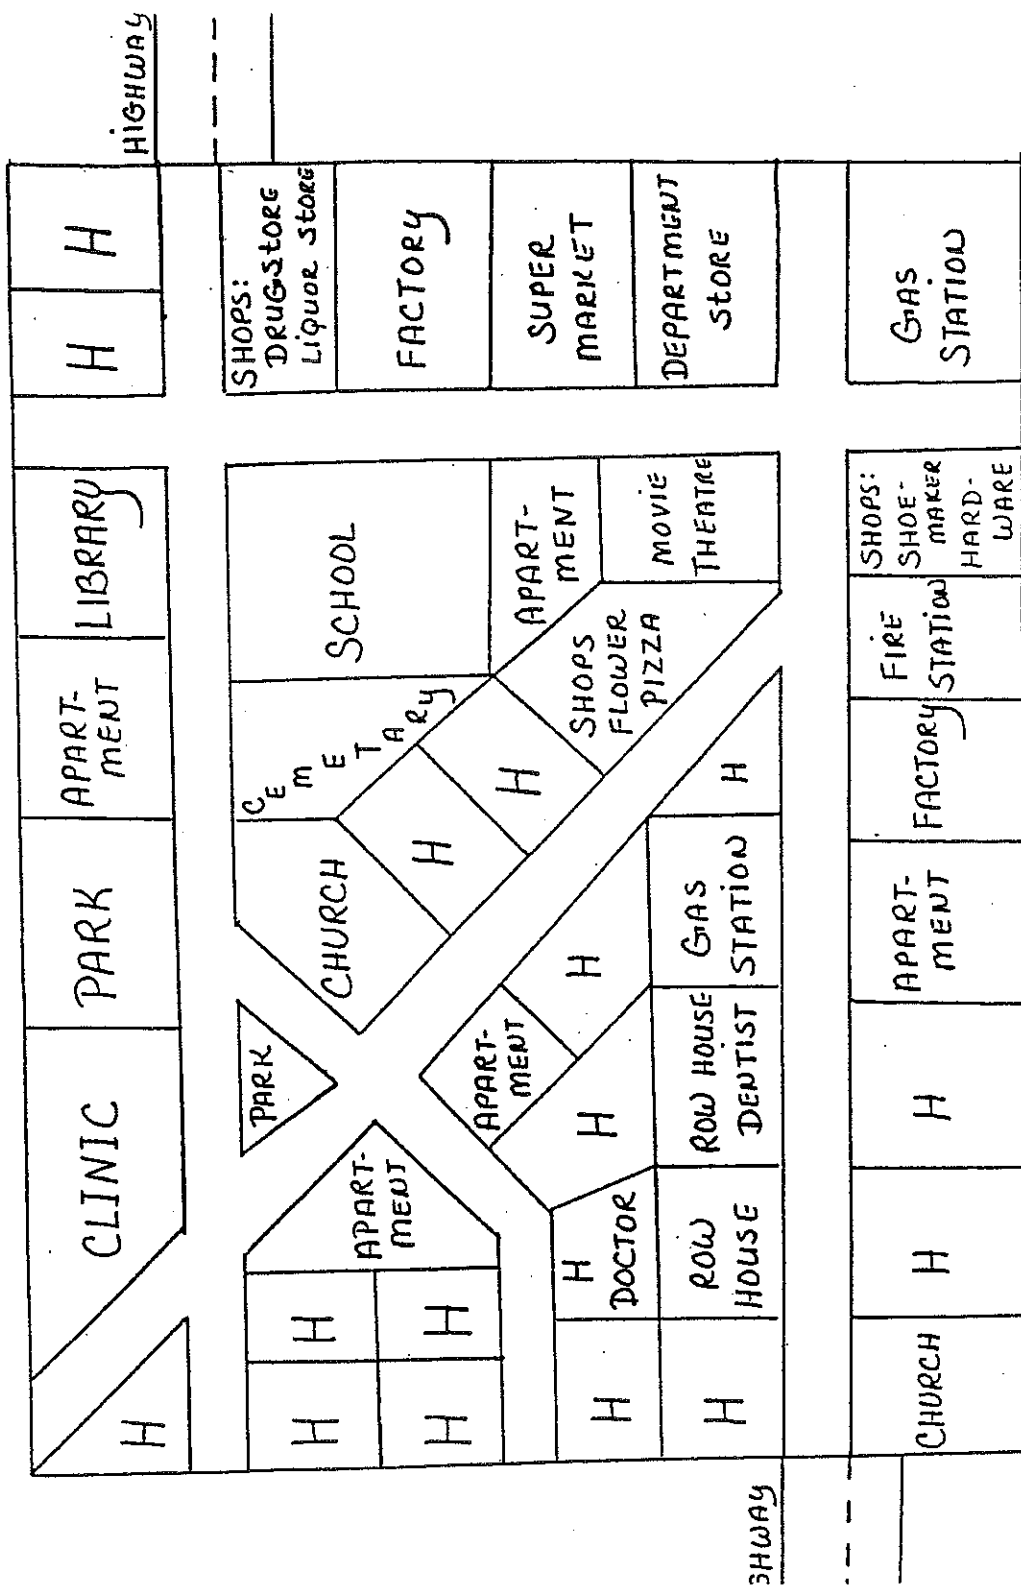 H
CLINIC
PARK
APART-
MENT
LIBRARY
H
H
HIGHWAY
H
H
H
H
APART-
MENT
PARK
CHURCH
CEMETARY
SCHOOL
H
H
SHOPS
FLOWER
PIZZA
APART-
MENT
MOVIE
THEATRE
SHOPS:
DRUGSTORE
LIQUOR STORE
FACTORY
SUPER
MARKET
DEPARTMENT
STORE
H
H
H
DOCTOR
ROW
HOUSE
H
APART-
MENT
H
ROW HOUSE
DENTIST
GAS
STATION
H
HWAY
CHURCH
H
H
APART-
MENT
FACTORY
FIRE
STATION
SHOPS:
SHOE-
MAKER
HARD-
WARE
GAS
STATION